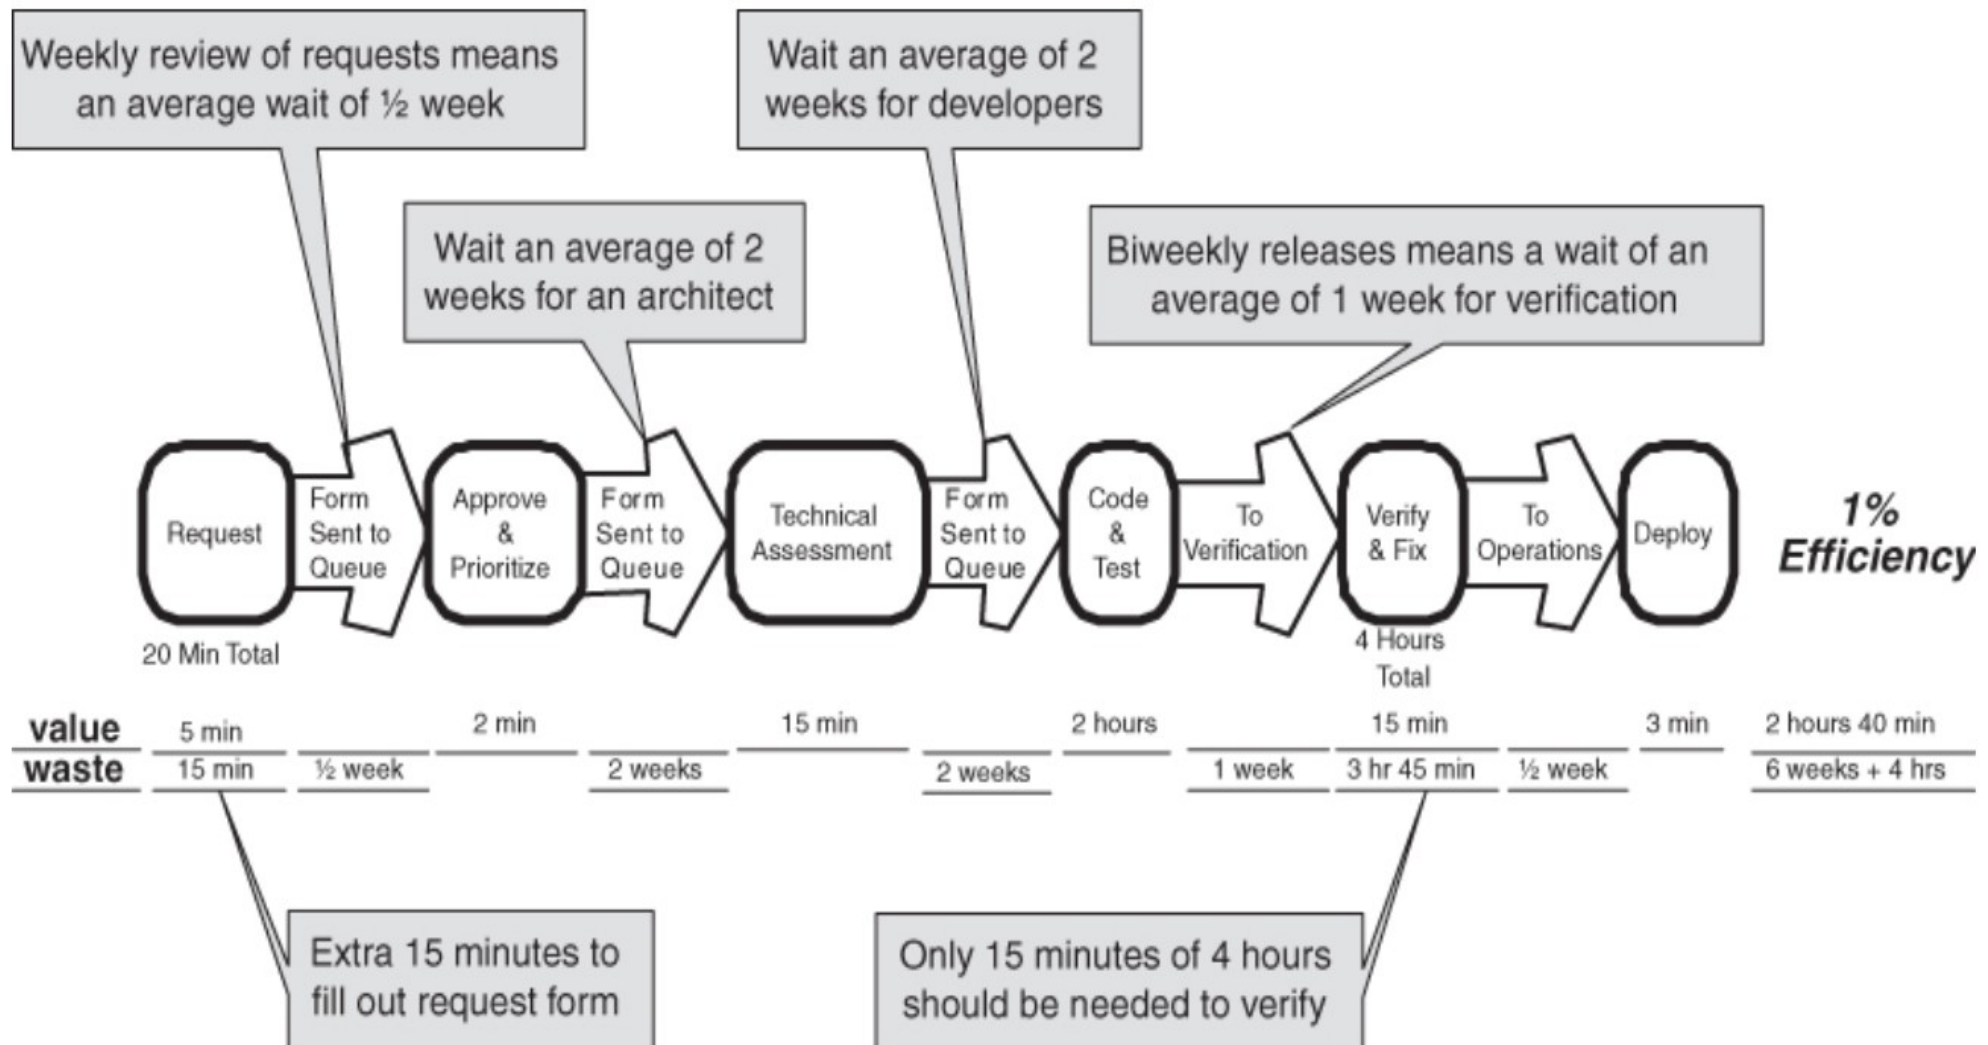 Weekly review of requests means
an average wait of ½ week
Wait an average of 2
weeks for developers
Wait an average of 2
weeks for an architect
Biweekly releases means a wait of an
average of 1 week for verification
Request
Form
Sent to
Queue
Approve
&
Prioritize
Form
Sent to
Queue
Technical
Assessment
Form
Sent to
Queue
Code
&
Test
To
Verification
Verify
& Fix
To
Operations
Deploy
1%
Efficiency
20 Min Total
4 Hours
Total
value 5 min 2 min 15 min 2 hours 15 min 3 min 2 hours 40 min
waste 15 min ½ week 2 weeks 2 weeks 1 week 3 hr 45 min ½ week 6 weeks + 4 hrs
Extra 15 minutes to
fill out request form
Only 15 minutes of 4 hours
should be needed to verify